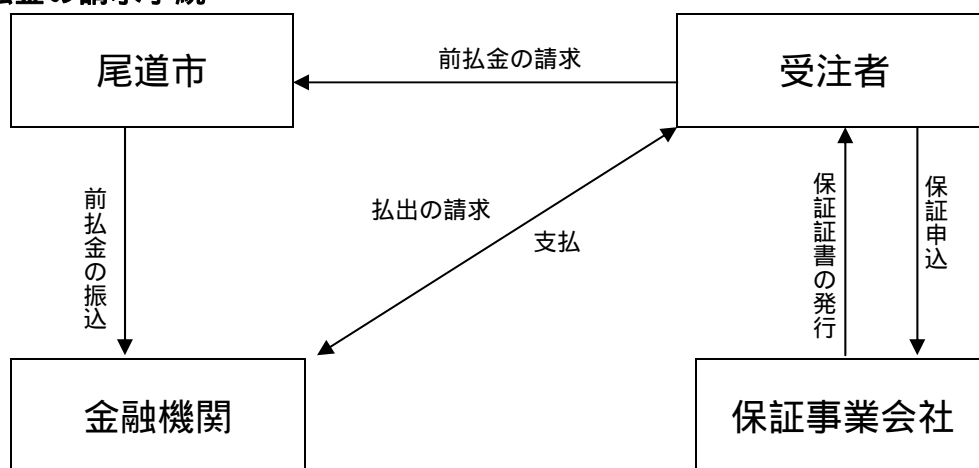 金の請求手続
尾道市
前払金の請求
受注者
前払金の振込
払出の請求
支払
保証証書の発行
保証申込
金融機関
保証事業会社